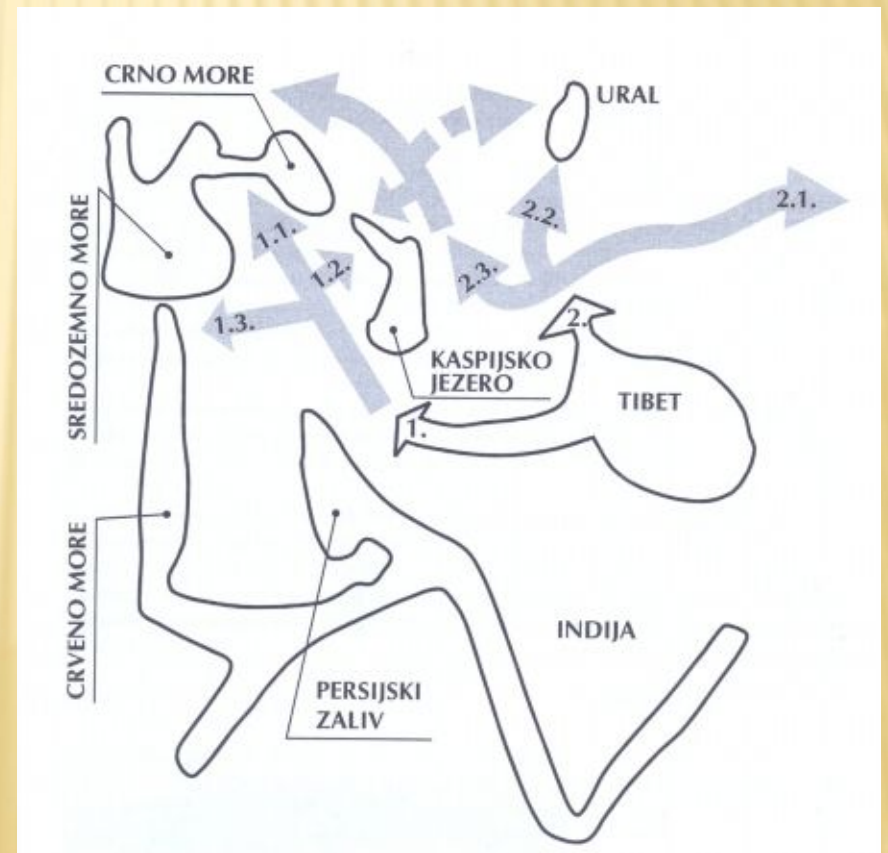 CRNO MORE
URAL
SREDOZEMNO MORE
1.1.
1.2.
1.3.
2.1.
2.2.
2.3.
2.
KASPIJSKO
JEZERO
TIBET
1.
CRVENO MORE
INDIJA
PERSIJSKI
ZALIV